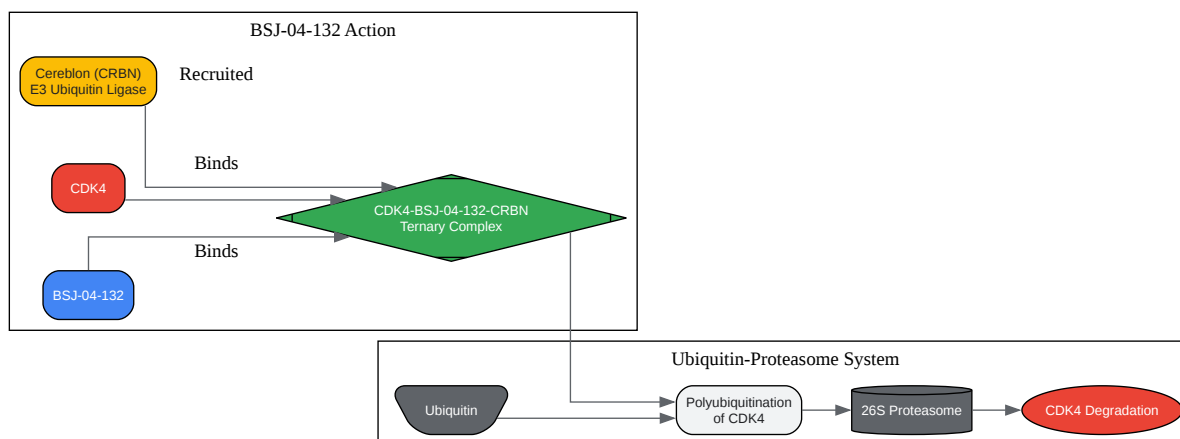 BSJ-04-132 Action
Cereblon (CRBN)
E3 Ubiquitin Ligase
Recruited
Binds
CDK4
CDK4-BSJ-04-132-CRBN
Ternary Complex
Binds
BSJ-04-132
Ubiquitin-Proteasome System
Ubiquitin
Polyubiquitination
of CDK4
26S Proteasome
CDK4 Degradation